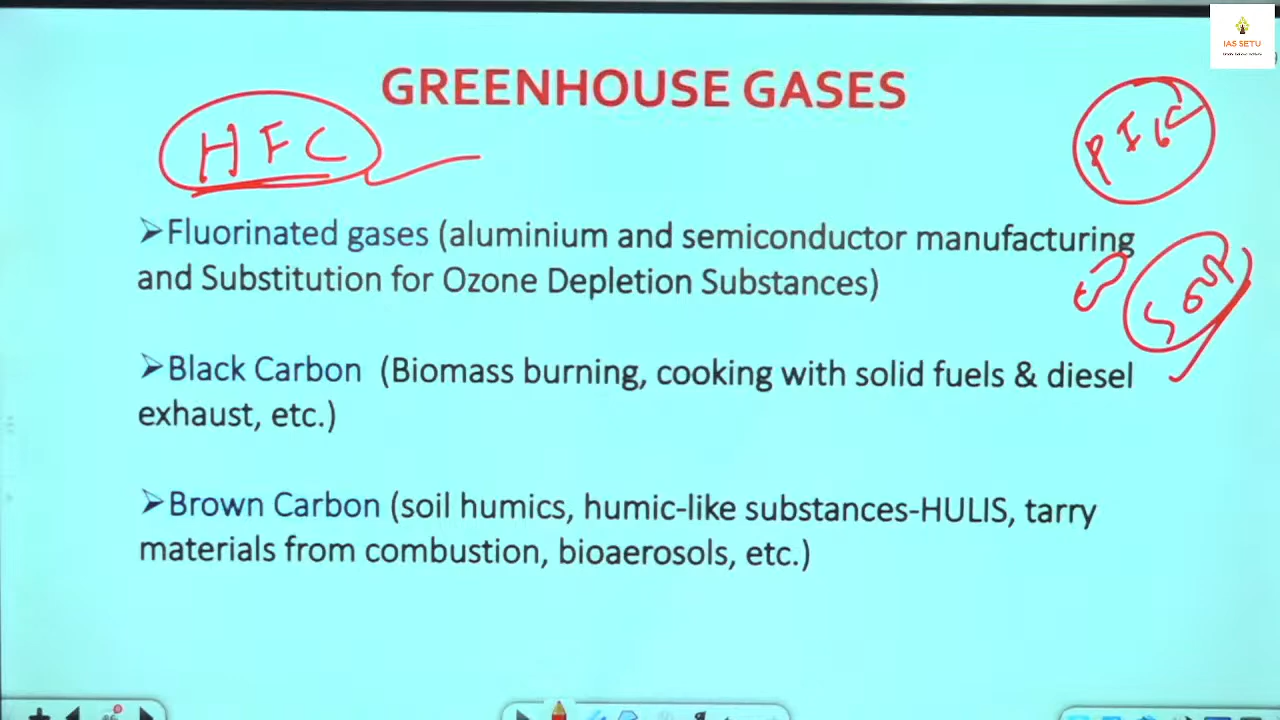 IAS SETU
GREENHOUSE GASES
HFC
➢Fluorinated gases (aluminium and semiconductor manufacturing
and Substitution for Ozone Depletion Substances)
➢Black Carbon (Biomass burning, cooking with solid fuels & diesel
exhaust, etc.)
➢Brown Carbon (soil humics, humic-like substances-HULIS, tarry
materials from combustion, bioaerosols, etc.)